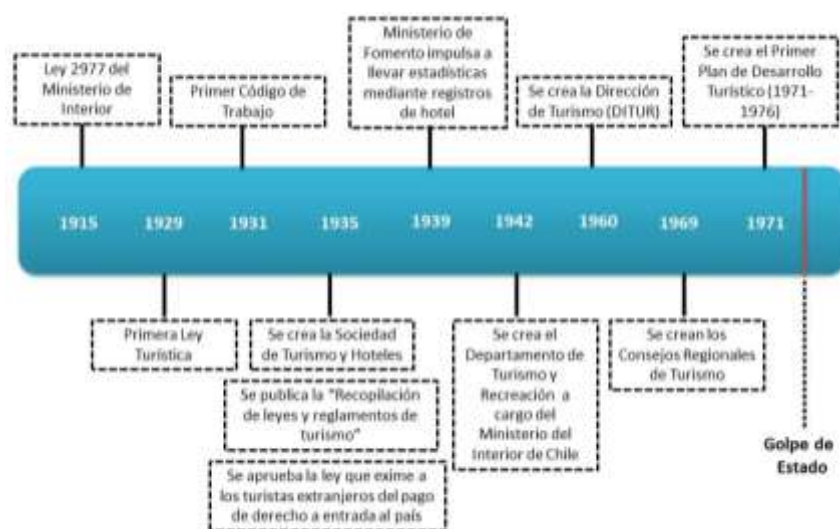 Ley 2977 del
Ministerio de
Interior
Primer Código de
Trabajo
Ministerio de
Fomento impulsa a
llevar estadísticas
mediante registros
de hotel
Se crea la Dirección
de Turismo (DITUR)
Se crea el Primer
Plan de Desarrollo
Turístico (1971-
1976)
1915 1929 1931 1935 1939 1942 1960 1969 1971
Primera Ley
Turística
Se crea la Sociedad
de Turismo y Hoteles
Se publica la "Recopilación
de leyes y reglamentos de
turismo"
Se aprueba la ley que exime a
los turistas extranjeros del pago
de derecho a entrada al país
Se crea el
Departamento de
Turismo y
Recreación a
cargo del
Ministerio del
Interior de Chile
Se crean los
Consejos Regionales
de Turismo
Golpe de
Estado